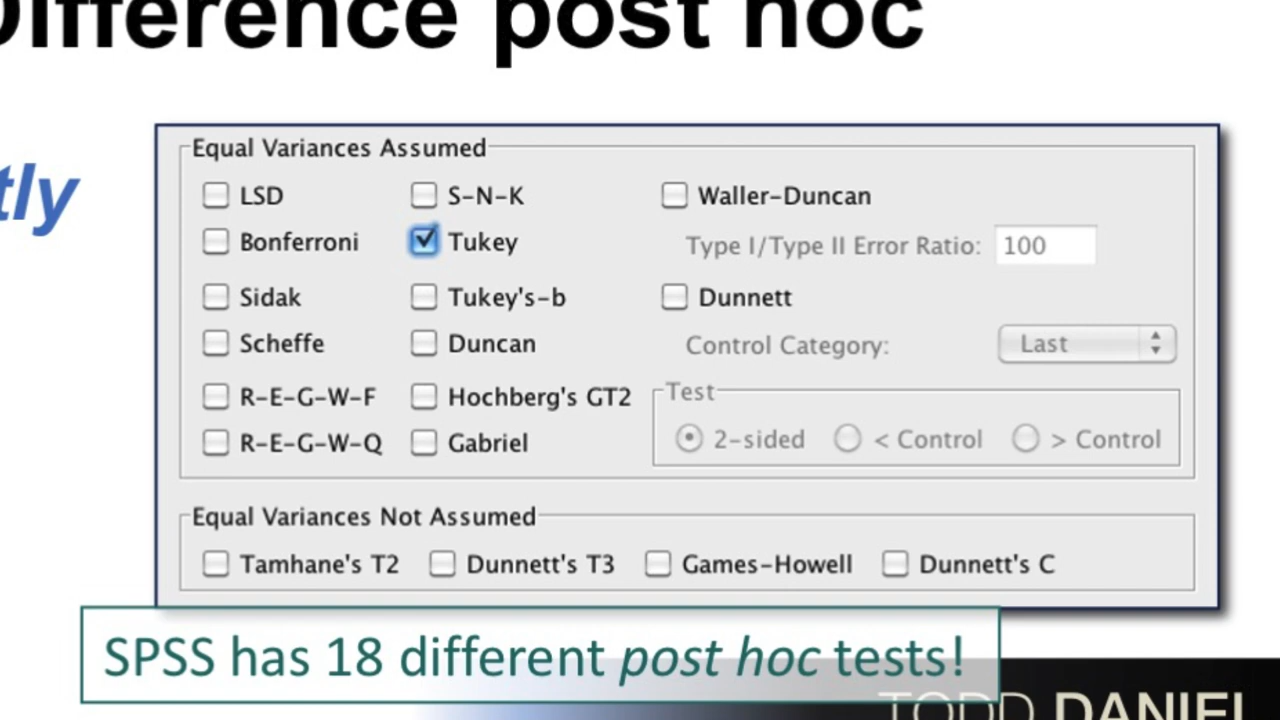 Difference post hoc
tly
Equal Variances Assumed
LSD S-N-K Waller-Duncan
Bonferroni Tukey Type I/Type II Error Ratio: 100
Sidak Tukey's-b Dunnett
Scheffe Duncan Control Category: Last
R-E-G-W-F Hochberg's GT2 Test
R-E-G-W-Q Gabriel 2-sided < Control > Control
Equal Variances Not Assumed
Tamhane's T2 Dunnett's T3 Games-Howell Dunnett's C
SPSS has 18 different post hoc tests!
TODD DANIEL